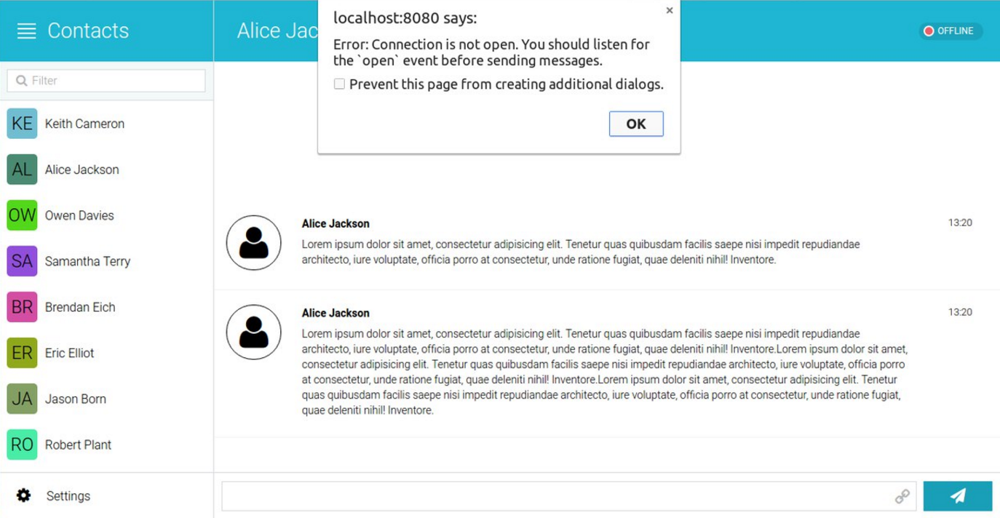 Contacts
Filter
KE Keith Cameron
AL Alice Jackson
OW Owen Davies
SA Samantha Terry
BR Brendan Eich
ER Eric Elliot
JA Jason Born
RO Robert Plant
Settings
Alice Jac
OFFLINE
localhost:8080 says:
×
Error: Connection is not open. You should listen for
the `open` event before sending messages.
Prevent this page from creating additional dialogs.
OK
Alice Jackson
13:20
Lorem ipsum dolor sit amet, consectetur adipisicing elit. Tenetur quas quibusdam facilis saepe nisi impedit repudiandae
architecto, iure voluptate, officia porro at consectetur, unde ratione fugiat, quae deleniti nihil! Inventore.
Alice Jackson
13:20
Lorem ipsum dolor sit amet, consectetur adipisicing elit. Tenetur quas quibusdam facilis saepe nisi impedit repudiandae
architecto, iure voluptate, officia porro at consectetur, unde ratione fugiat, quae deleniti nihil! Inventore.Lorem ipsum dolor sit amet,
consectetur adipisicing elit. Tenetur quas quibusdam facilis saepe nisi impedit repudiandae architecto, iure voluptate, officia porro
at consectetur, unde ratione fugiat, quae deleniti nihil! Inventore.Lorem ipsum dolor sit amet, consectetur adipisicing elit. Tenetur
quas quibusdam facilis saepe nisi impedit repudiandae architecto, iure voluptate, officia porro at consectetur, unde ratione fugiat,
quae deleniti nihil! Inventore.